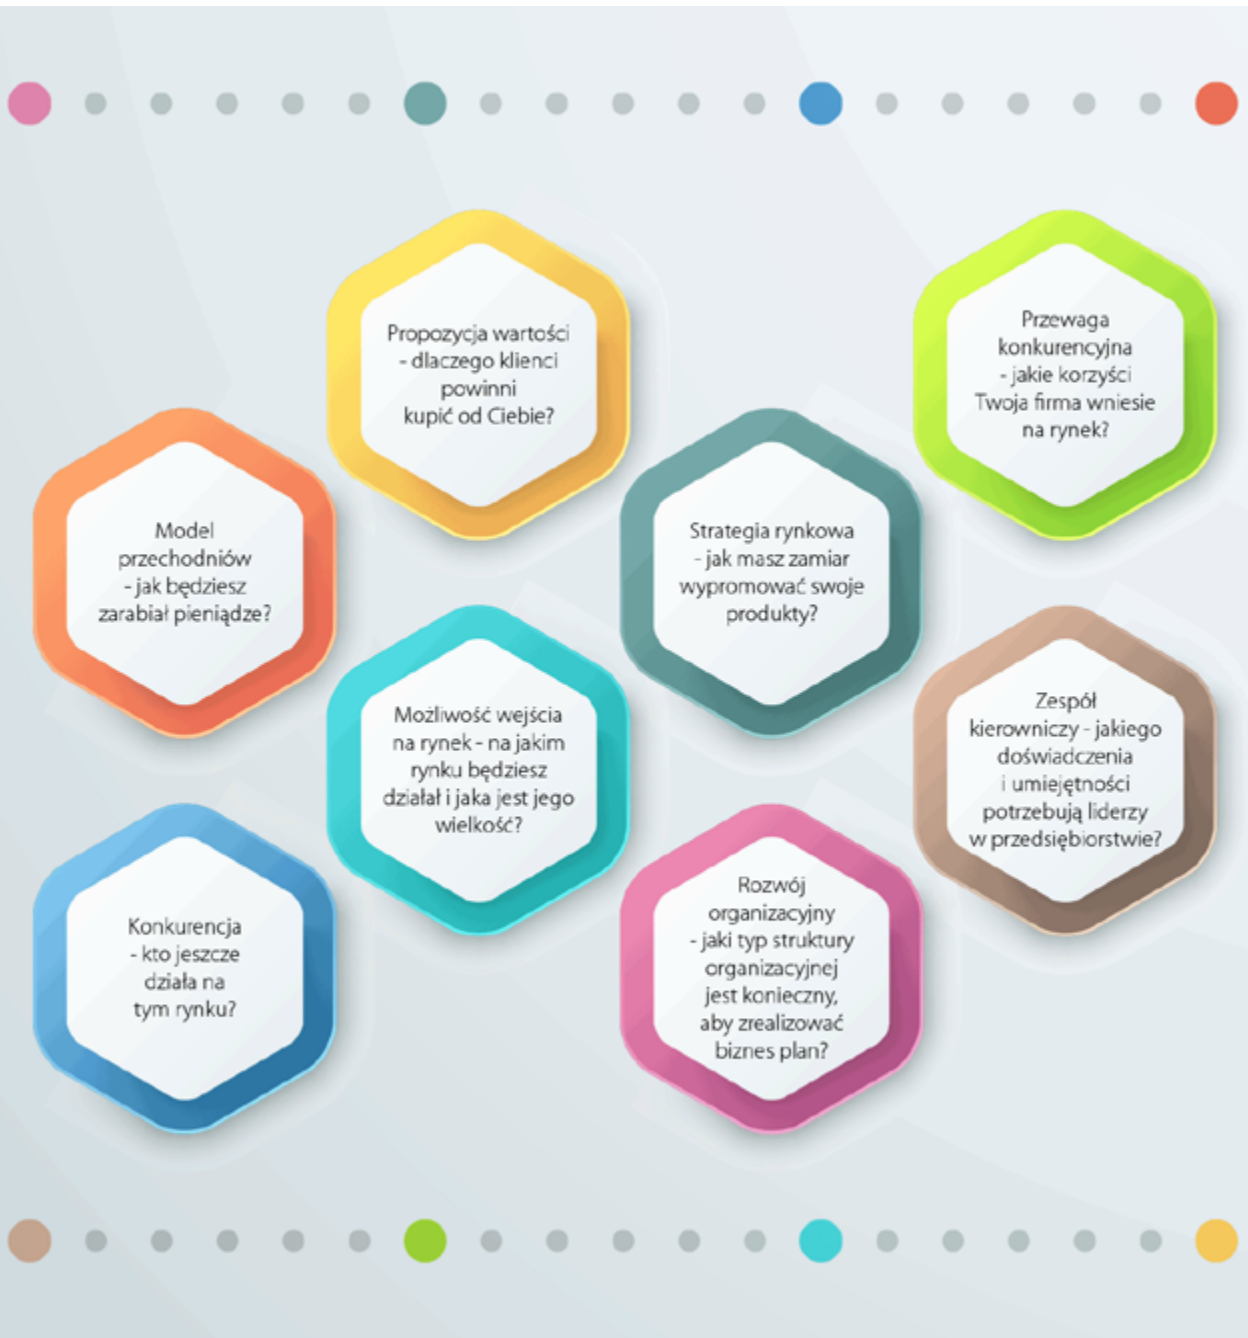 Propozycja wartości
- dlaczego klienci
powinni
kupić od Ciebie?
Przewaga
konkurencyjna
- jakie korzyści
Twoja firma wniesie
na rynek?
Model
przechodniów
- jak będziesz
zarabiał pieniądze?
Strategia rynkowa
- jak masz zamiar
wypromować swoje
produkty?
Możliwość wejścia
na rynek - na jakim
rynku będziesz
działał i jaka jest jego
wielkość?
Zespół
kierowniczy - jakiego
doświadczenia
i umiejętności
potrzebują liderzy
w przedsiębiorstwie?
Konkurencja
- kto jeszcze
działa na
tym rynku?
Rozwój
organizacyjny
- jaki typ struktury
organizacyjnej
jest konieczny,
aby zrealizować
biznes plan?